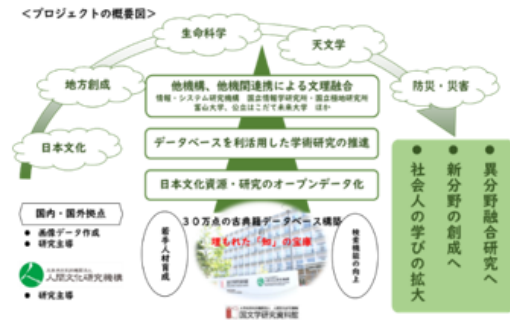 ＜プロジェクトの概要図＞
生命科学
天文学
地方創成
防災・災害
日本文化
他機構、他機関連携による文理融合
情報・システム研究機構　国立情報学研究所・国立極地研究所
富山大学、公立はこだて未来大学　ほか
データベースを利活用した学術研究の推進
日本文化資源・研究のオープンデータ化
● 異分野融合研究へ
● 新分野の創成へ
● 社会人の学びの拡大
国内・国外拠点
● 画像データ作成
● 研究主導
人間文化研究機構
● 研究主導
３０万点の古典籍データベース構築
埋もれた「知」の宝庫
若手人材育成
検索機能の向上
国文学研究資料館